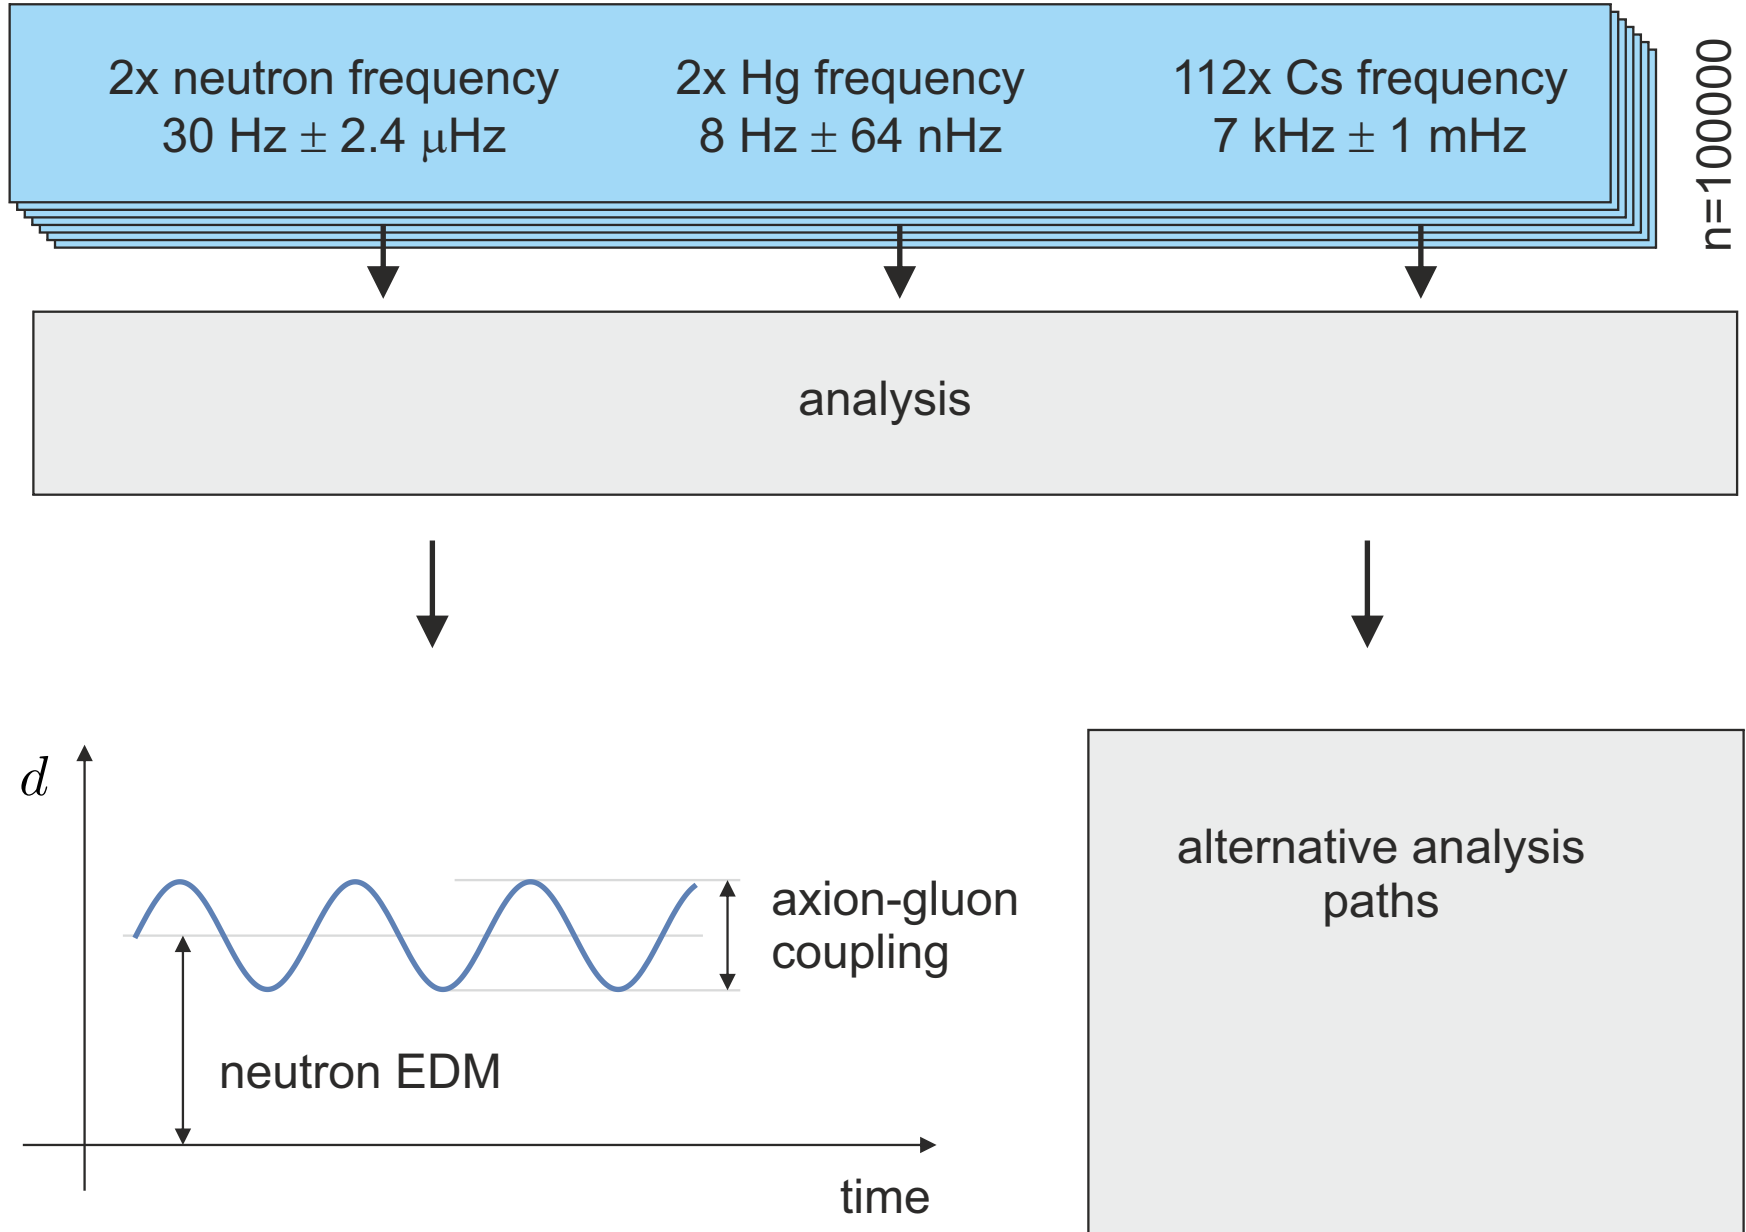 2x neutron frequency
30 Hz ± 2.4 μHz
2x Hg frequency
8 Hz ± 64 nHz
112x Cs frequency
7 kHz ± 1 mHz
n=100000
analysis
d
axion-gluon
coupling
neutron EDM
time
alternative analysis
paths